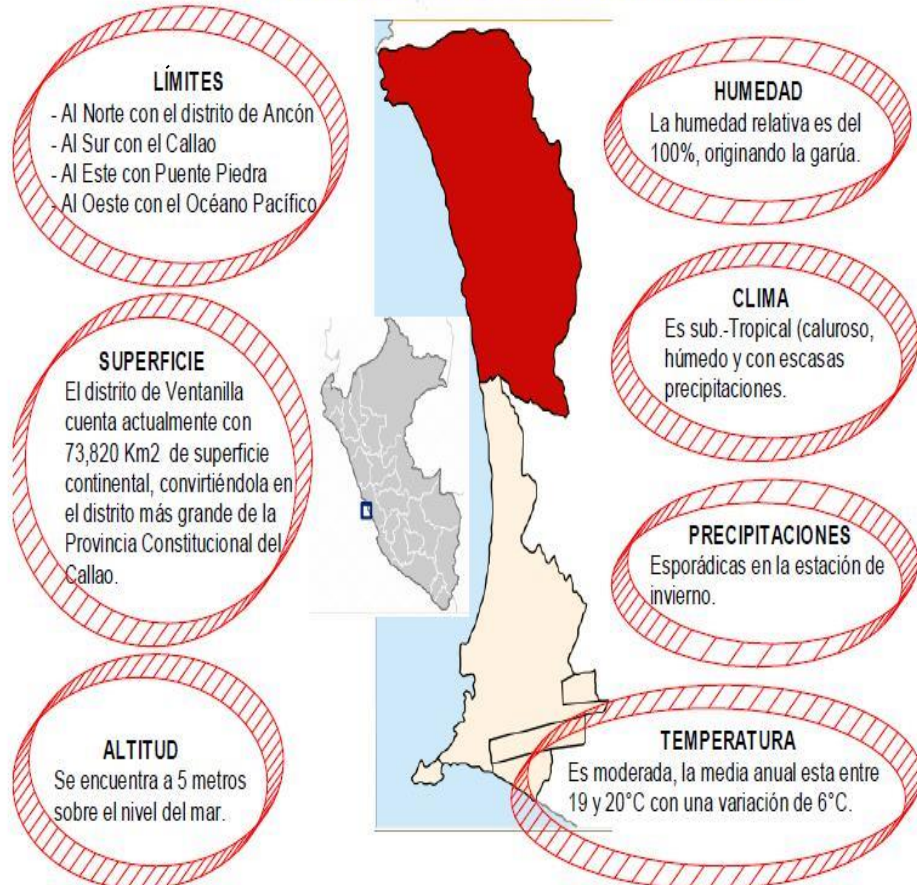 LÍMITES
- Al Norte con el distrito de Ancón
- Al Sur con el Callao
- Al Este con Puente Piedra
- Al Oeste con el Océano Pacífico
SUPERFICIE
El distrito de Ventanilla
cuenta actualmente con
73,820 Km2 de superficie
continental, convirtiéndola en
el distrito más grande de la
Provincia Constitucional del
Callao.
ALTITUD
Se encuentra a 5 metros
sobre el nivel del mar.
HUMEDAD
La humedad relativa es del
100%, originando la garúa.
CLIMA
Es sub.-Tropical (caluroso,
húmedo y con escasas
precipitaciones.
PRECIPITACIONES
Esporádicas en la estación de
invierno.
TEMPERATURA
Es moderada, la media anual esta entre
19 y 20°C con una variación de 6°C.